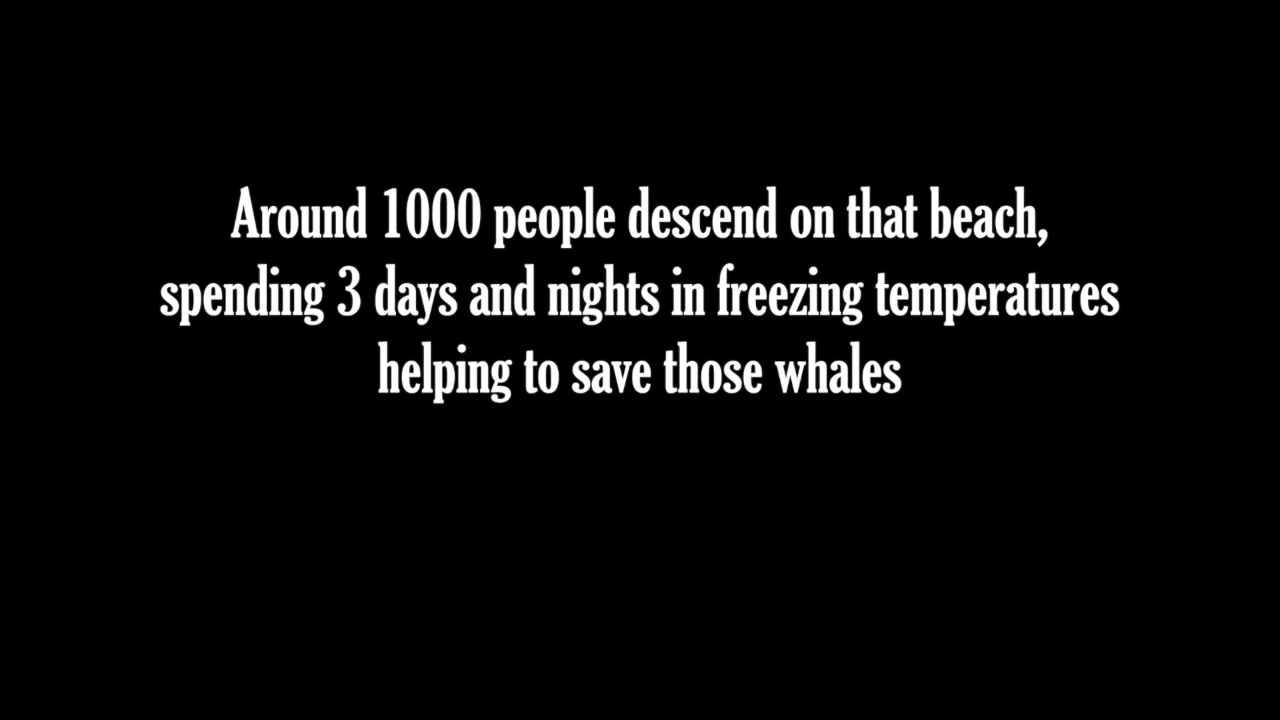 Around 1000 people descend on that beach,
spending 3 days and nights in freezing temperatures
helping to save those whales